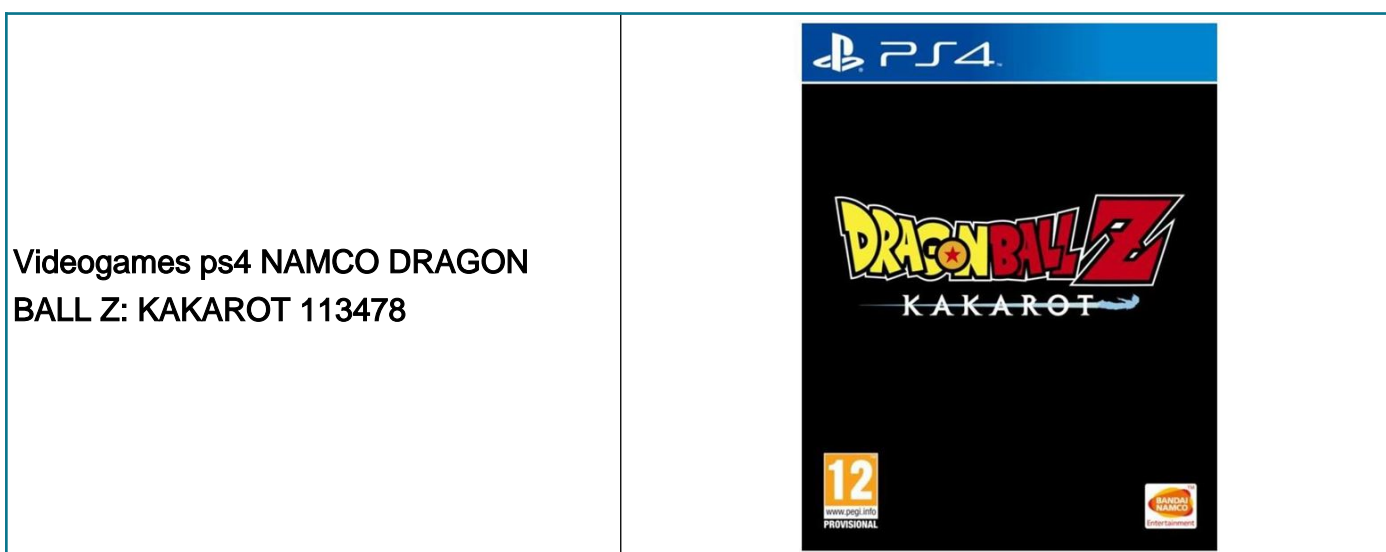 Videogames ps4 NAMCO DRAGON
BALL Z: KAKAROT 113478
PS4
DRAGON BALL Z
KAKAROT
12
www.pegi.info
PROVISIONAL
BANDAI
NAMCO
Entertainment